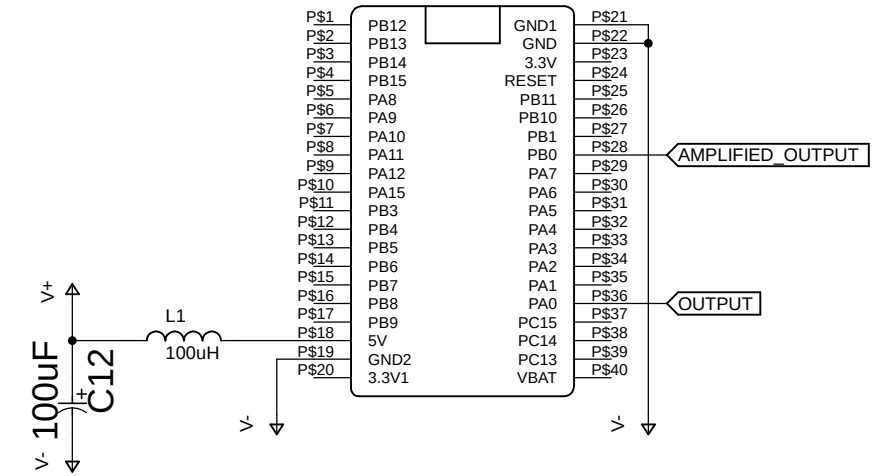 P$1 PB12 GND1 P$21
P$2 PB13 GND P$22
P$3 PB14 3.3V P$23
P$4 PB15 RESET P$24
P$5 PA8 PB11 P$25
P$6 PA9 PB10 P$26
P$7 PA10 PB1 P$27
P$8 PA11 PB0 P$28 AMPLIFIED_OUTPUT
P$9 PA12 PA7 P$29
P$10 PA15 PA6 P$30
P$11 PB3 PA5 P$31
P$12 PB4 PA4 P$32
P$13 PB5 PA3 P$33
P$14 PB6 PA2 P$34
P$15 PB7 PA1 P$35
P$16 PB8 PA0 P$36 OUTPUT
P$17 PB9 PC15 P$37
P$18 5V PC14 P$38
P$19 GND2 PC13 P$39
P$20 3.3V1 VBAT P$40
V+
L1
100uH
100uF
+
C12
V-
V-
V-